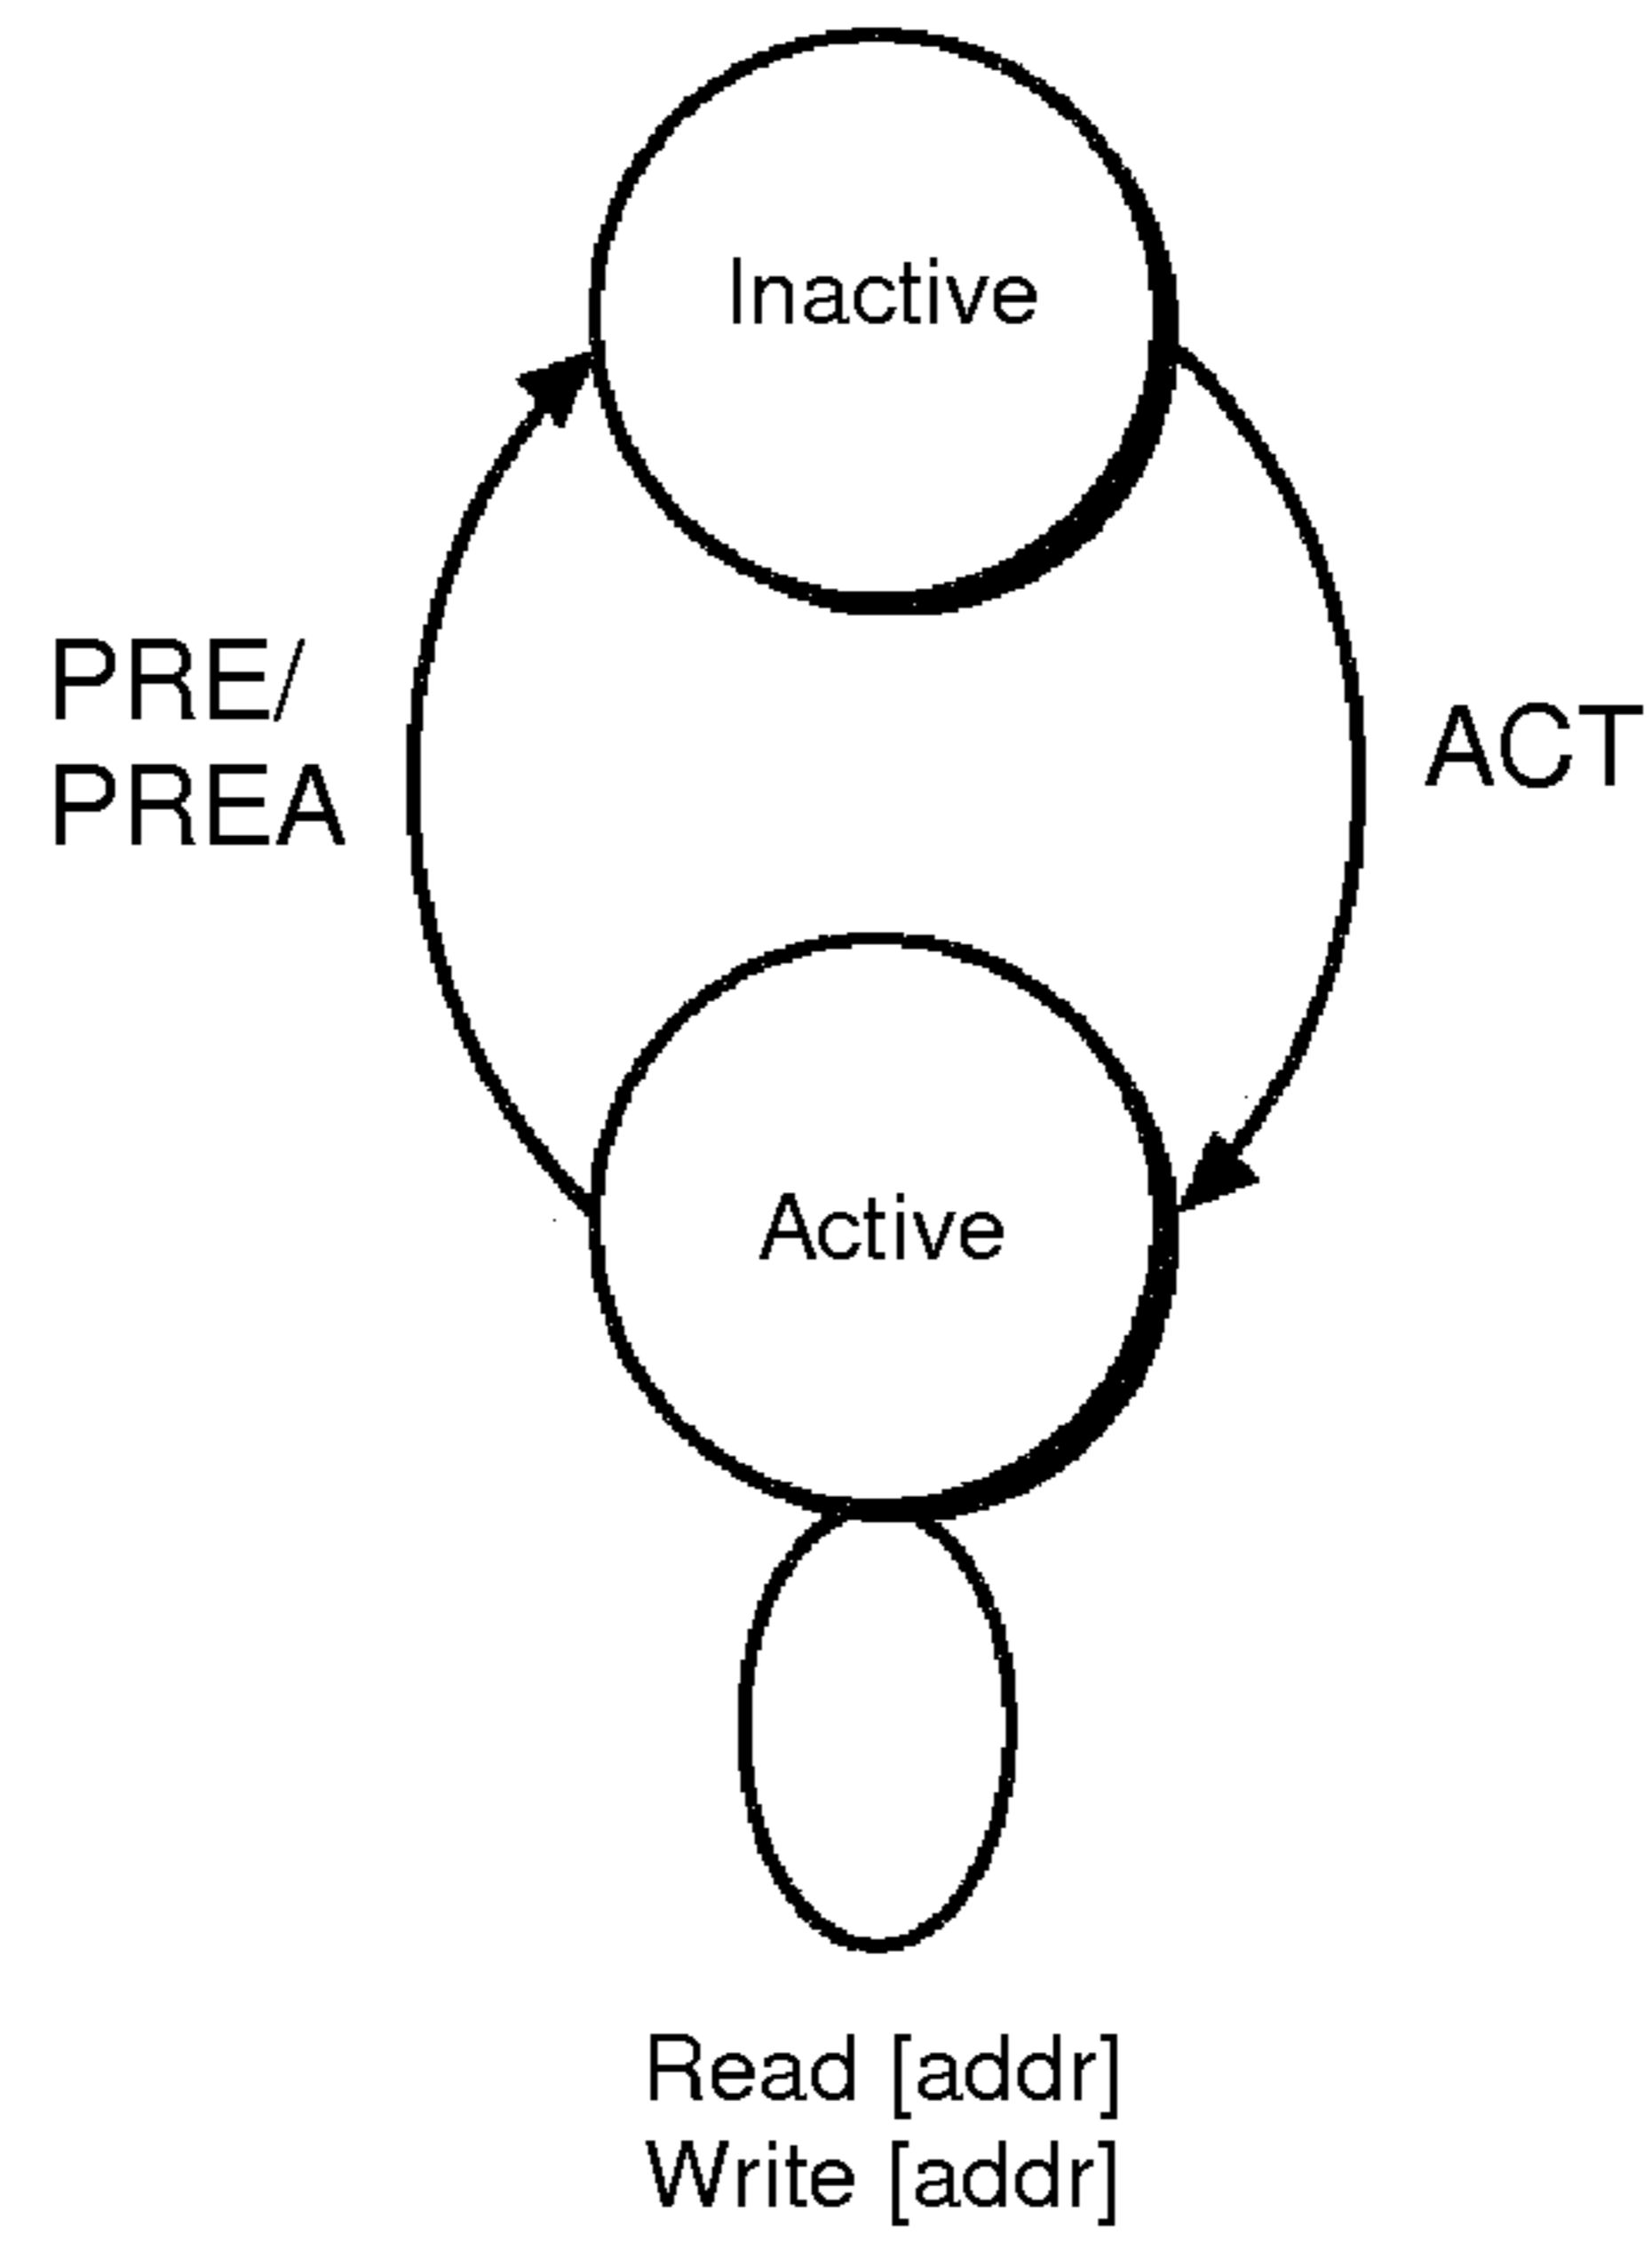 Inactive
PRE/
PREA
ACT
Active
Read [addr]
Write [addr]